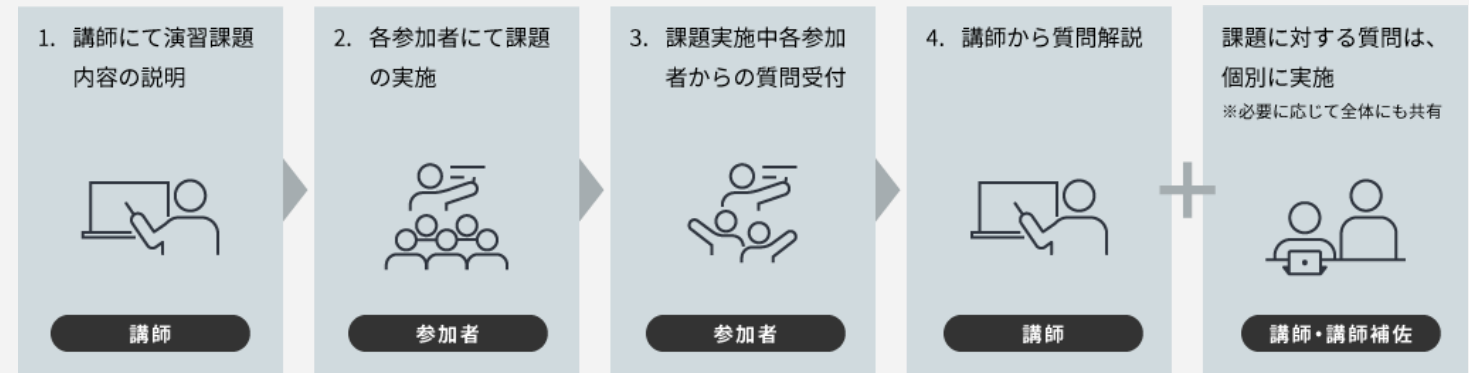 1. 講師にて演習課題
内容の説明
講師
2. 各参加者にて課題
の実施
参加者
3. 課題実施中各参加
者からの質問受付
参加者
4. 講師から質問解説
講師
課題に対する質問は、
個別に実施
※必要に応じて全体にも共有
講師・講師補佐